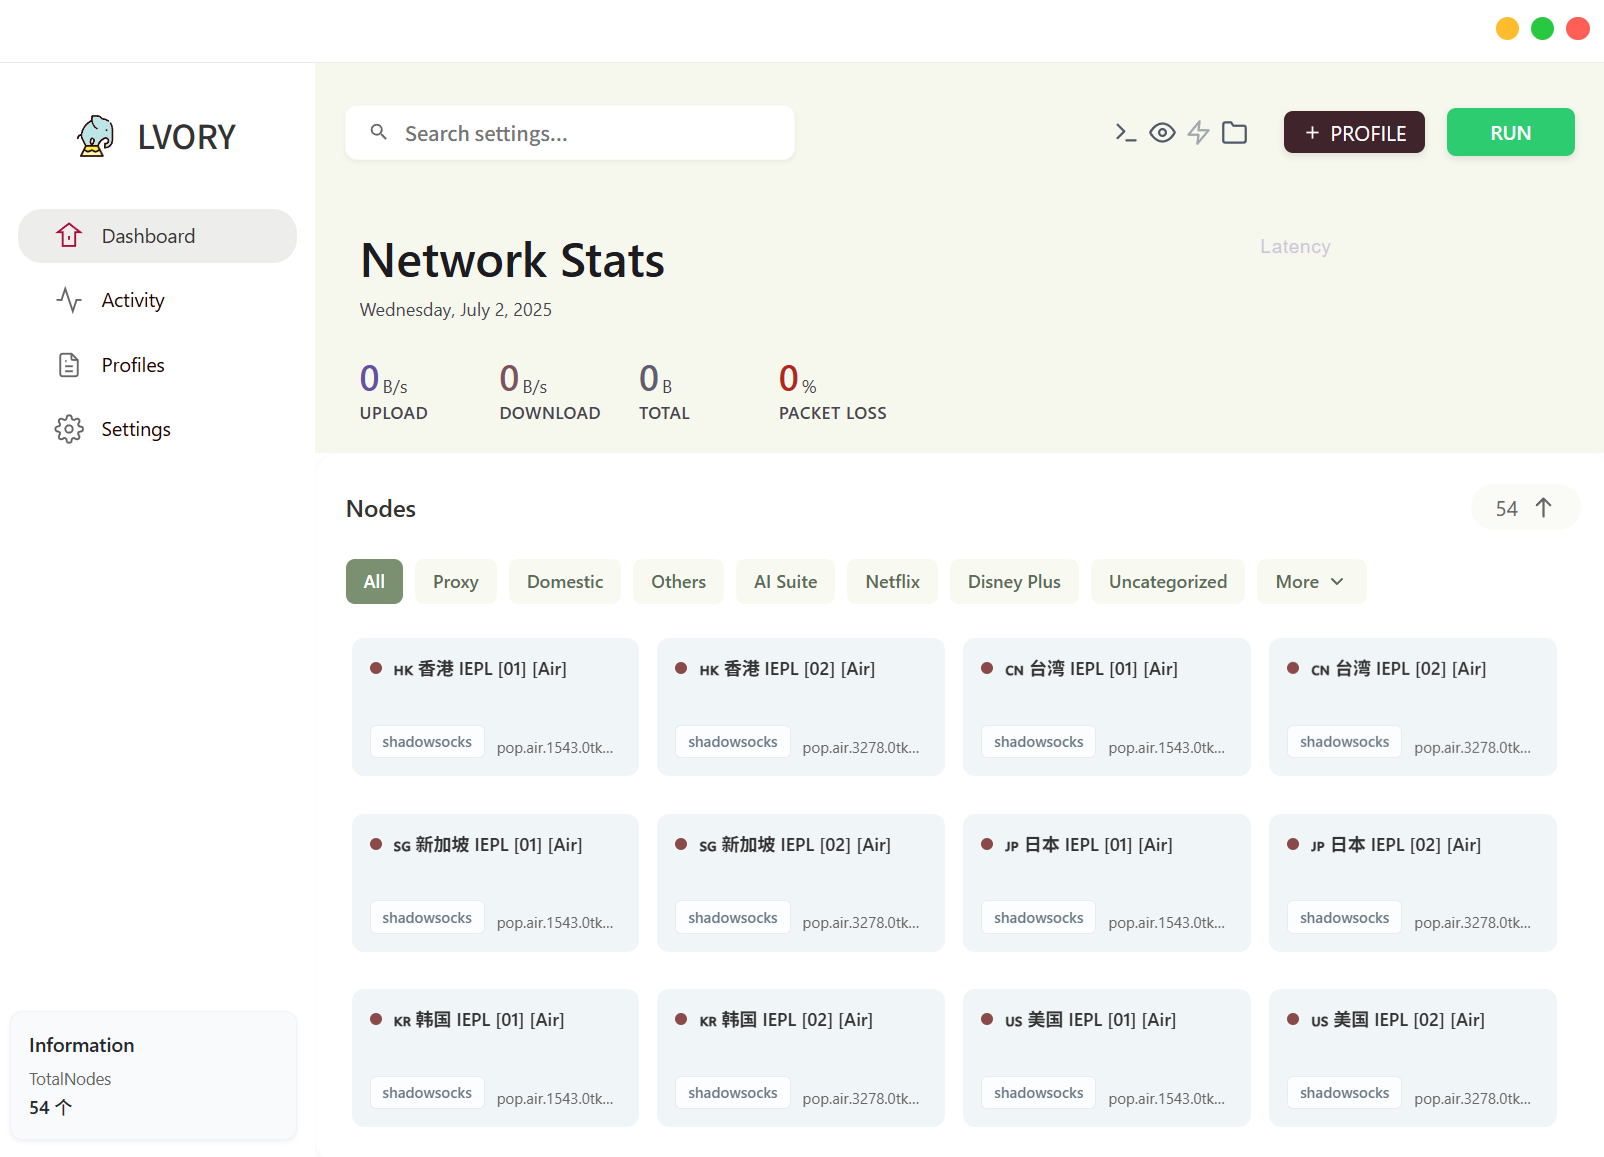 LVORY
Dashboard
Activity
Profiles
Settings
Information
TotalNodes
54 个
Search settings...
+ PROFILE
RUN
Network Stats
Wednesday, July 2, 2025
Latency
0 B/s
UPLOAD
0 B/s
DOWNLOAD
0 B
TOTAL
0 %
PACKET LOSS
Nodes
54
All
Proxy
Domestic
Others
AI Suite
Netflix
Disney Plus
Uncategorized
More
HK 香港 IEPL [01] [Air]
shadowsocks pop.air.1543.0tk...
HK 香港 IEPL [02] [Air]
shadowsocks pop.air.3278.0tk...
CN 台湾 IEPL [01] [Air]
shadowsocks pop.air.1543.0tk...
CN 台湾 IEPL [02] [Air]
shadowsocks pop.air.3278.0tk...
SG 新加坡 IEPL [01] [Air]
shadowsocks pop.air.1543.0tk...
SG 新加坡 IEPL [02] [Air]
shadowsocks pop.air.3278.0tk...
JP 日本 IEPL [01] [Air]
shadowsocks pop.air.1543.0tk...
JP 日本 IEPL [02] [Air]
shadowsocks pop.air.3278.0tk...
KR 韩国 IEPL [01] [Air]
shadowsocks pop.air.1543.0tk...
KR 韩国 IEPL [02] [Air]
shadowsocks pop.air.3278.0tk...
US 美国 IEPL [01] [Air]
shadowsocks pop.air.1543.0tk...
US 美国 IEPL [02] [Air]
shadowsocks pop.air.3278.0tk...